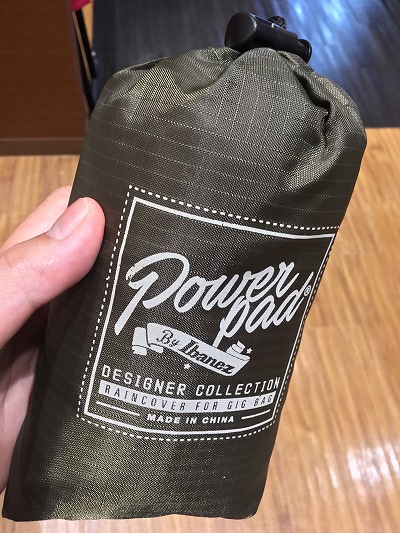 Power
pad®
By Ibanez
DESIGNER COLLECTION
RAINCOVER FOR GIG BAG
MADE IN CHINA